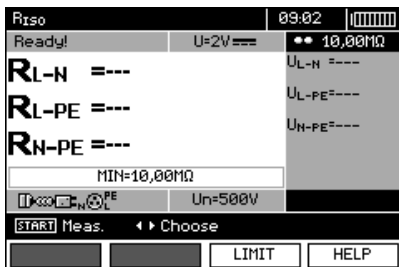 RISO 09:02
Ready! U=2V ●● 10,00MΩ
RL-N =---
RL-PE =---
RN-PE =---
UL-N =---
UL-PE=---
UN-PE=---
MIN=10,00MΩ
N PE L Un=500V
START Meas. ◂ ▸ Choose
LIMIT HELP